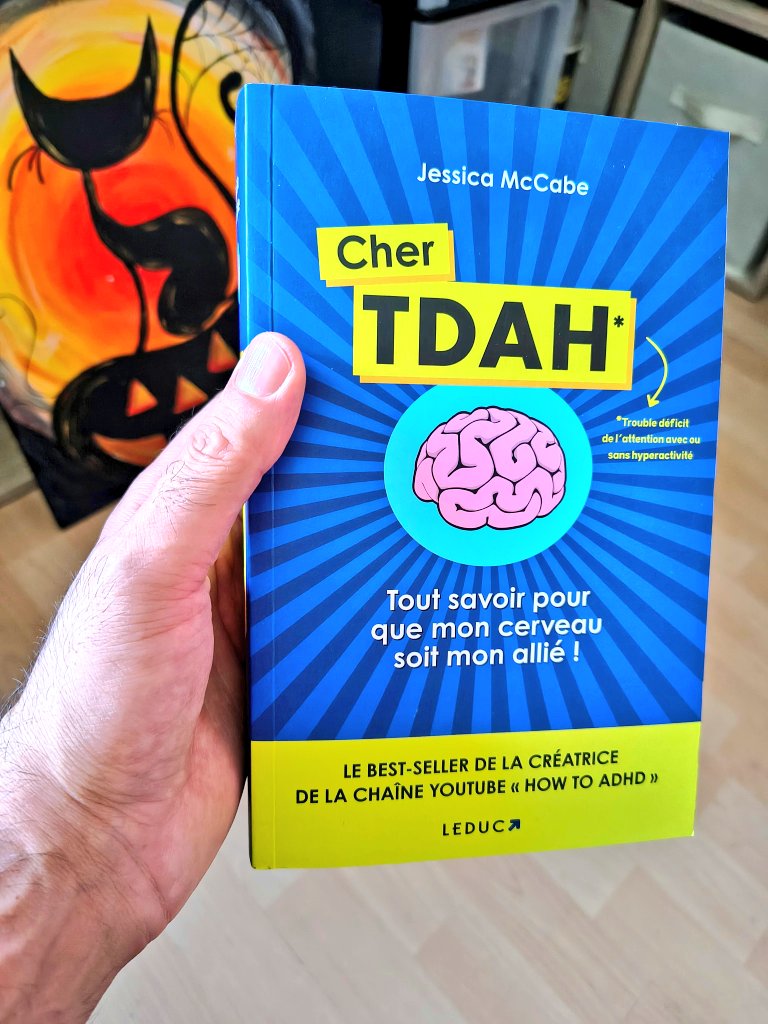 Jessica McCabe
Cher
TDAH*
*Trouble déficit
de l'attention avec ou
sans hyperactivité
Tout savoir pour
que mon cerveau
soit mon allié !
LE BEST-SELLER DE LA CRÉATRICE
DE LA CHAÎNE YOUTUBE « HOW TO ADHD »
LEDUC